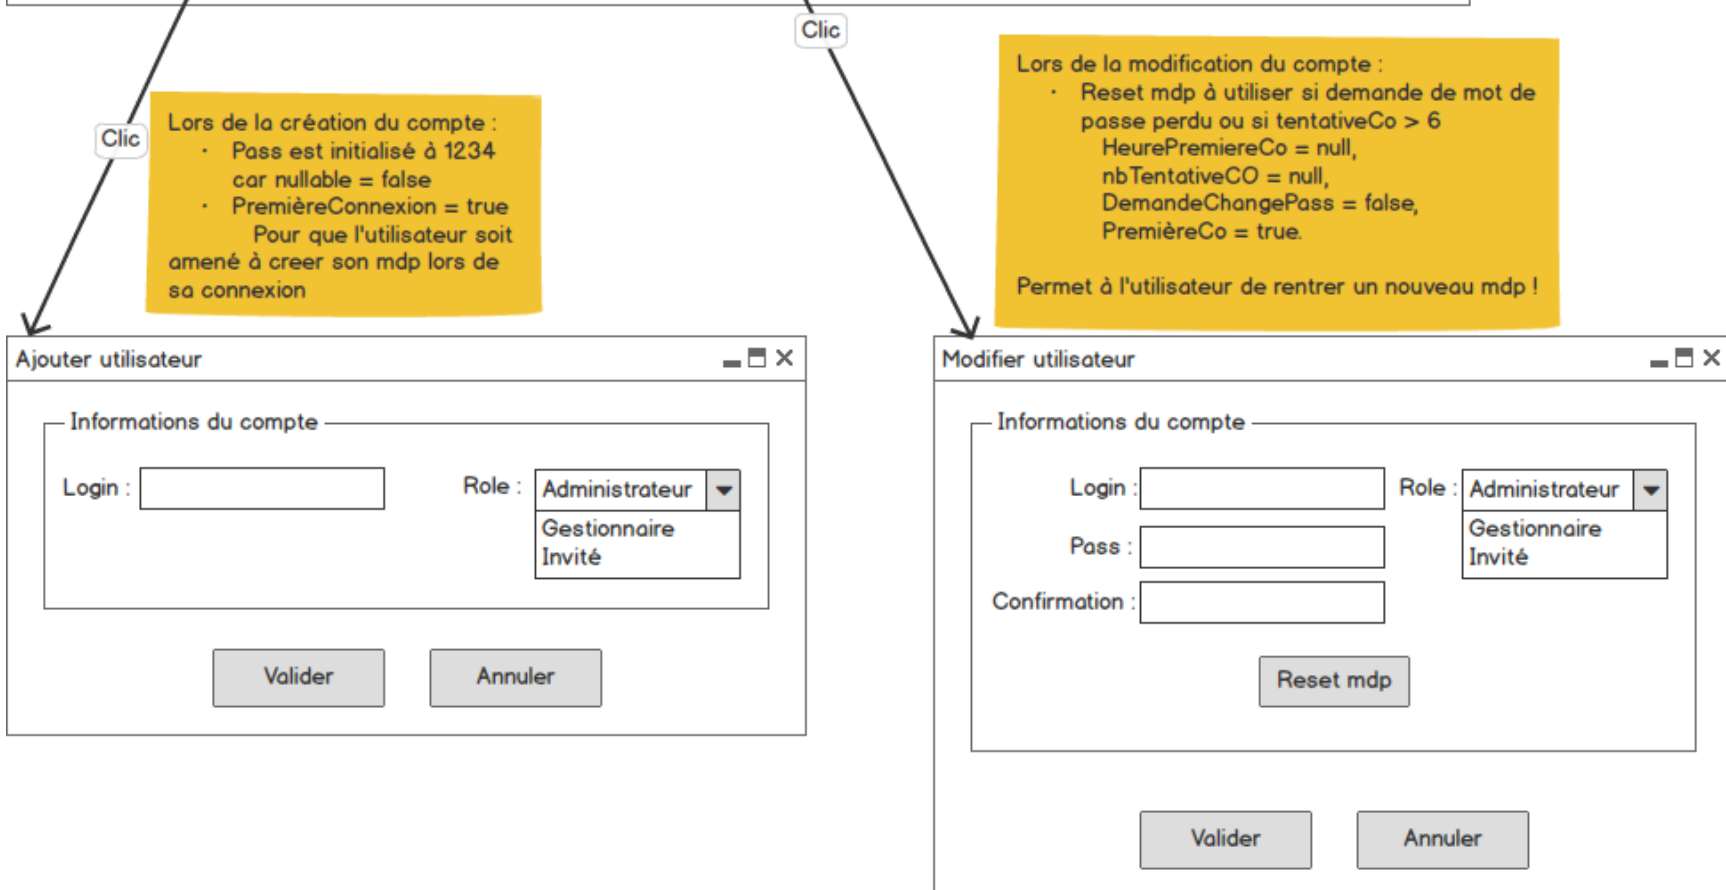 Clic
Clic
Lors de la création du compte :
· Pass est initialisé à 1234
car nullable = false
· PremièreConnexion = true
Pour que l'utilisateur soit
amené à creer son mdp lors de
sa connexion
Lors de la modification du compte :
· Reset mdp à utiliser si demande de mot de
passe perdu ou si tentativeCo > 6
HeurePremiereCo = null,
nbTentativeCO = null,
DemandeChangePass = false,
PremièreCo = true.
Permet à l'utilisateur de rentrer un nouveau mdp !
Ajouter utilisateur
Informations du compte
Login :
Role :
Administrateur
Gestionnaire
Invité
Valider
Annuler
Modifier utilisateur
Informations du compte
Login :
Role :
Administrateur
Gestionnaire
Invité
Pass :
Confirmation :
Reset mdp
Valider
Annuler